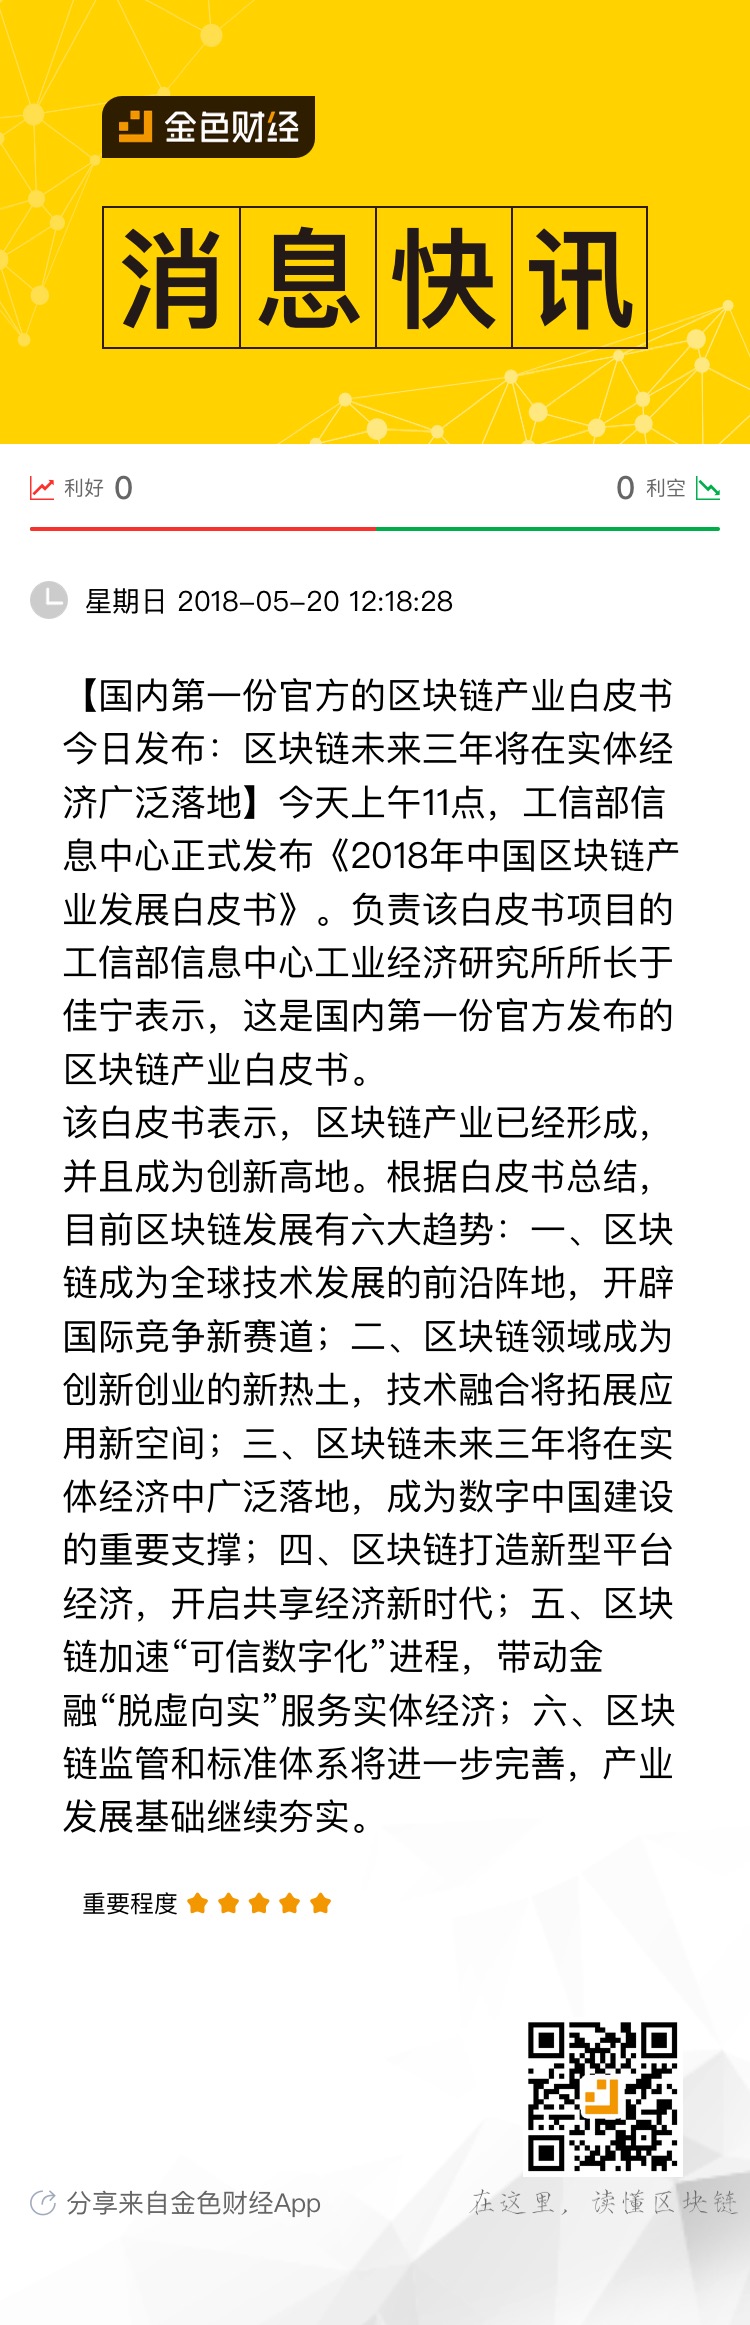 金色财经
消息快讯
利好 0
0 利空
星期日 2018-05-20 12:18:28
【国内第一份官方的区块链产业白皮书
今日发布：区块链未来三年将在实体经
济广泛落地】今天上午11点，工信部信
息中心正式发布《2018年中国区块链产
业发展白皮书》。负责该白皮书项目的
工信部信息中心工业经济研究所所长于
佳宁表示，这是国内第一份官方发布的
区块链产业白皮书。
该白皮书表示，区块链产业已经形成，
并且成为创新高地。根据白皮书总结，
目前区块链发展有六大趋势：一、区块
链成为全球技术发展的前沿阵地，开辟
国际竞争新赛道；二、区块链领域成为
创新创业的新热土，技术融合将拓展应
用新空间；三、区块链未来三年将在实
体经济中广泛落地，成为数字中国建设
的重要支撑；四、区块链打造新型平台
经济，开启共享经济新时代；五、区块
链加速“可信数字化”进程，带动金
融“脱虚向实”服务实体经济；六、区块
链监管和标准体系将进一步完善，产业
发展基础继续夯实。
重要程度
分享来自金色财经App
在这里，读懂区块链